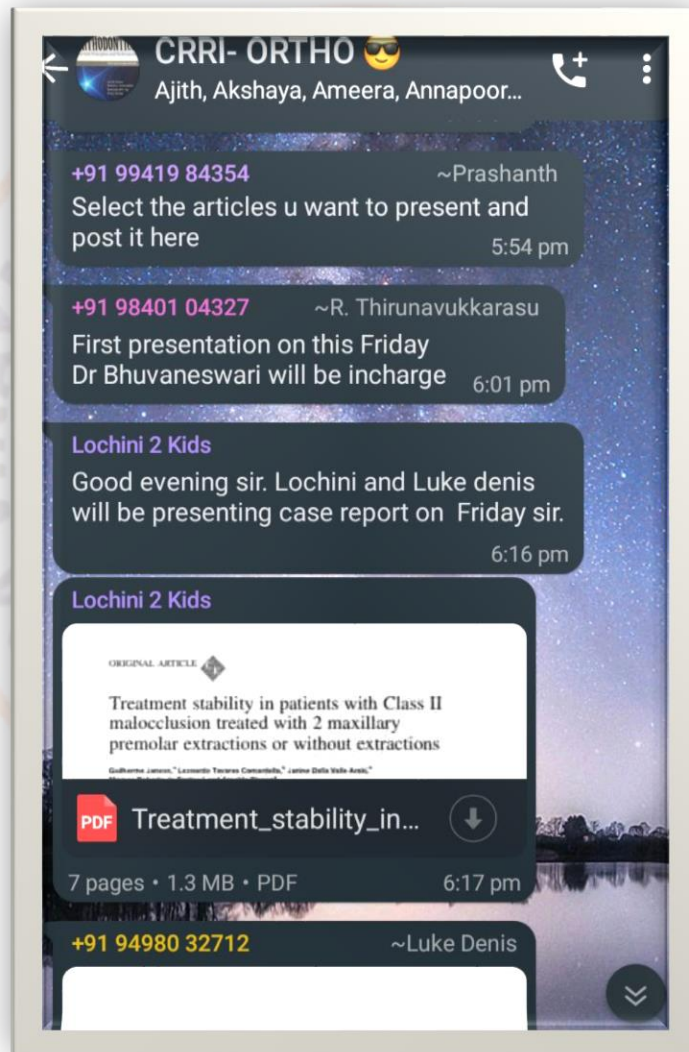 THODONTI
CRRI- ORTHO 😎
Ajith, Akshaya, Ameera, Annapoor...
+91 99419 84354 ~Prashanth
Select the articles u want to present and
post it here
5:54 pm
+91 98401 04327 ~R. Thirunavukkarasu
First presentation on this Friday
Dr Bhuvaneswari will be incharge
6:01 pm
Lochini 2 Kids
Good evening sir. Lochini and Luke denis
will be presenting case report on Friday sir.
6:16 pm
Lochini 2 Kids
ORIGINAL ARTICLE
Treatment stability in patients with Class II
malocclusion treated with 2 maxillary
premolar extractions or without extractions
PDF Treatment_stability_in...
7 pages • 1.3 MB • PDF 6:17 pm
+91 94980 32712 ~Luke Denis